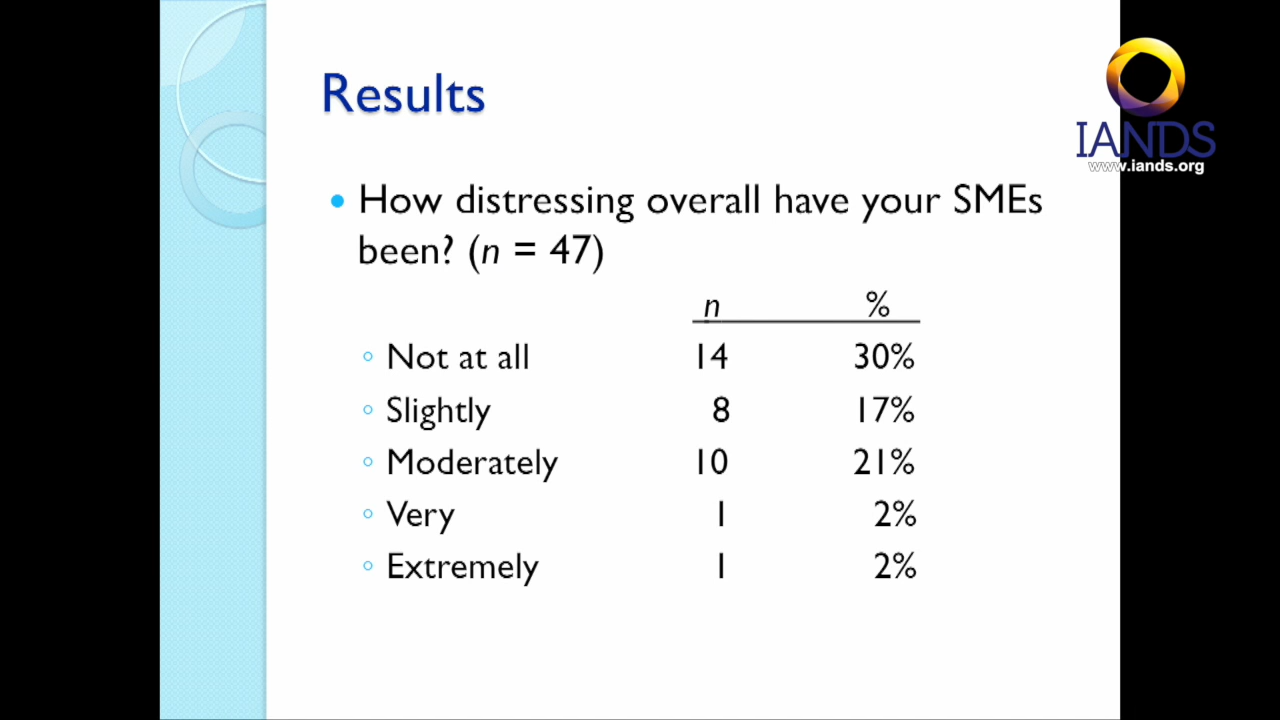 Results
IANDS
www.iands.org
• How distressing overall have your SMEs
been? (n = 47)
n %
◦ Not at all 14 30%
◦ Slightly 8 17%
◦ Moderately 10 21%
◦ Very 1 2%
◦ Extremely 1 2%